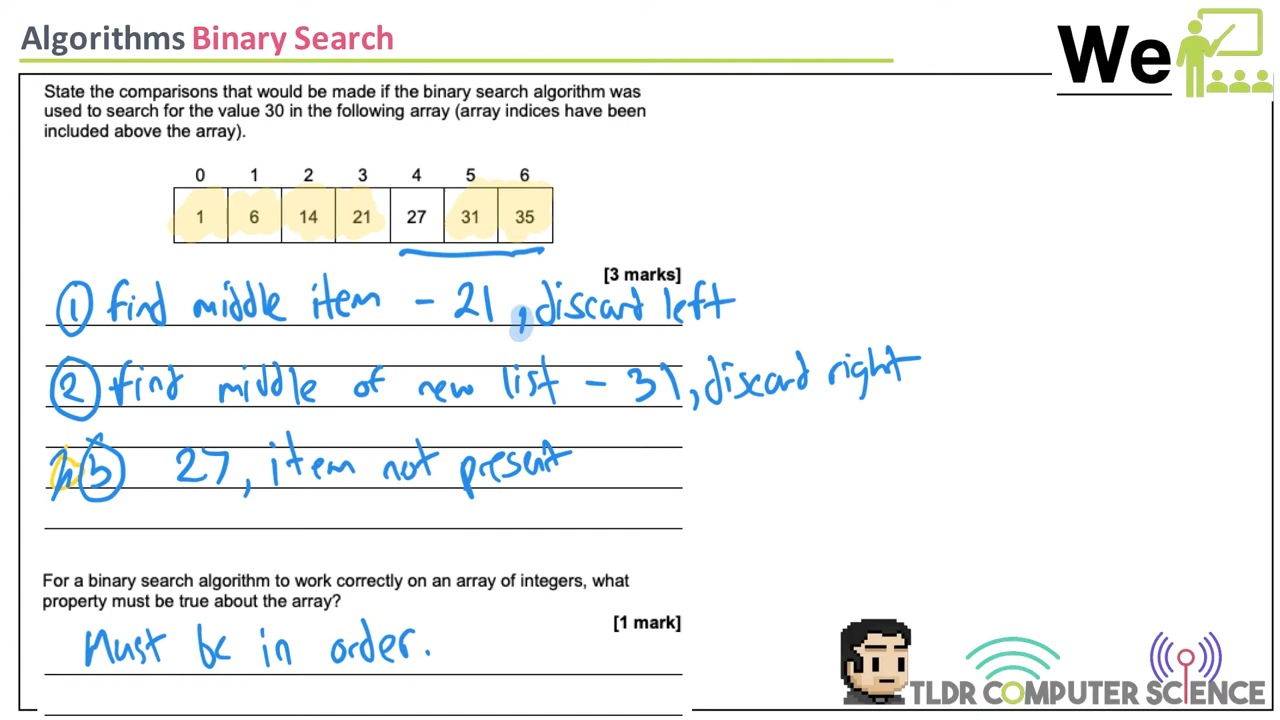 Algorithms Binary Search
We
State the comparisons that would be made if the binary search algorithm was
used to search for the value 30 in the following array (array indices have been
included above the array).
0 1 2 3 4 5 6
1 6 14 21 27 31 35
[3 marks]
① find middle item - 21, discard left
② find middle of new list - 31, discard right
③ 27, item not present
For a binary search algorithm to work correctly on an array of integers, what
property must be true about the array?
[1 mark]
Must be in order.
TLDR COMPUTER SCIENCE